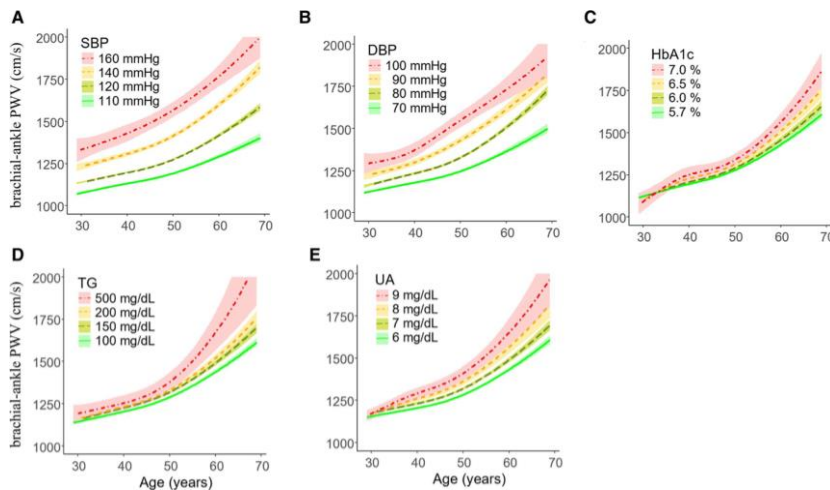 A
SBP
160 mmHg
140 mmHg
120 mmHg
110 mmHg
2000
1750
1500
1250
1000
brachial-ankle PWV (cm/s)
30 40 50 60 70
B
DBP
100 mmHg
90 mmHg
80 mmHg
70 mmHg
2000
1750
1500
1250
1000
30 40 50 60 70
C
HbA1c
7.0 %
6.5 %
6.0 %
5.7 %
2000
1750
1500
1250
1000
30 40 50 60 70
D
TG
500 mg/dL
200 mg/dL
150 mg/dL
100 mg/dL
2000
1750
1500
1250
1000
brachial-ankle PWV (cm/s)
30 40 50 60 70
Age (years)
E
UA
9 mg/dL
8 mg/dL
7 mg/dL
6 mg/dL
2000
1750
1500
1250
1000
30 40 50 60 70
Age (years)